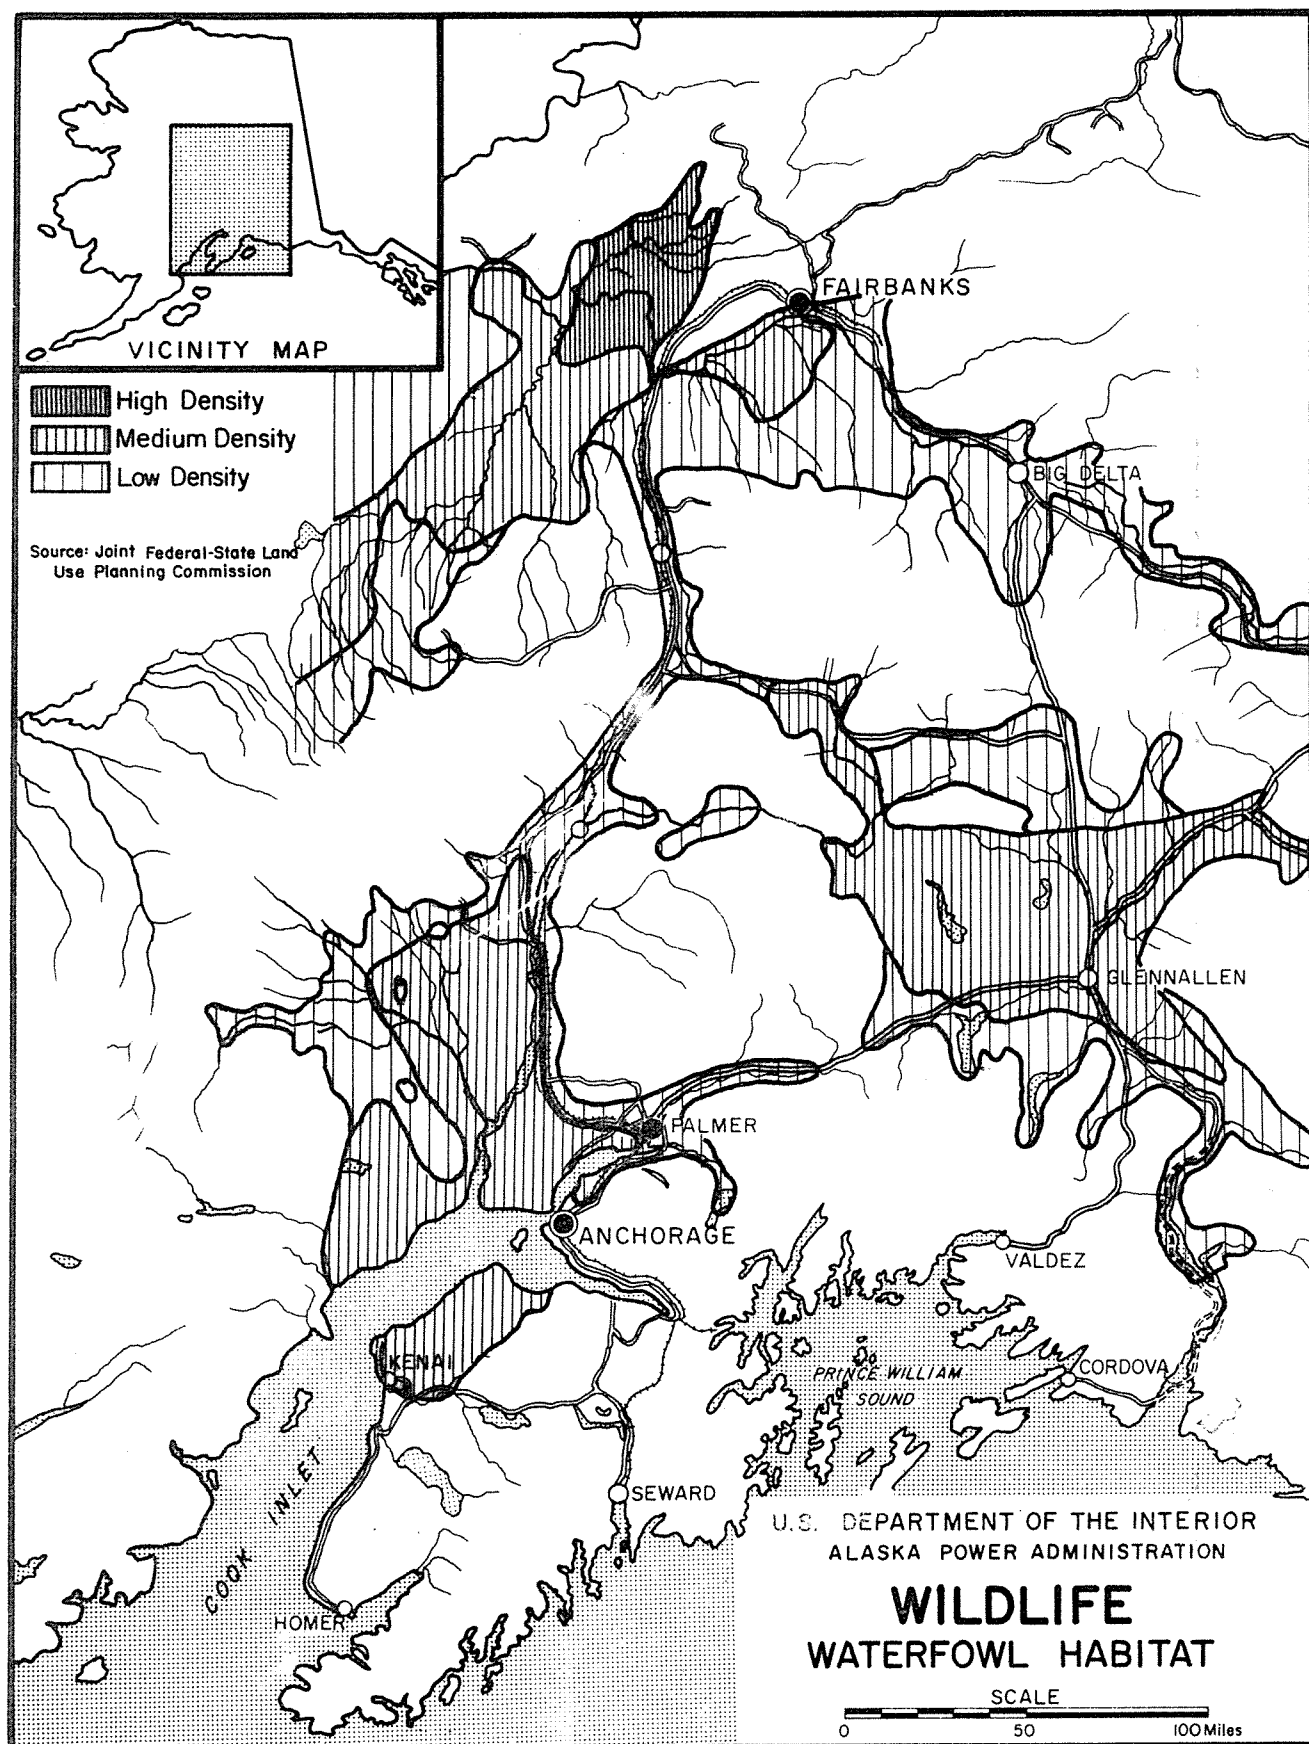 VICINITY MAP
High Density
Medium Density
Low Density
Source: Joint Federal-State Land
Use Planning Commission
FAIRBANKS
BIG DELTA
GLENNALLEN
PALMER
ANCHORAGE
VALDEZ
KENAI
PRINCE WILLIAM
SOUND
CORDOVA
SEWARD
COOK INLET
HOMER
U.S. DEPARTMENT OF THE INTERIOR
ALASKA POWER ADMINISTRATION
WILDLIFE
WATERFOWL HABITAT
SCALE
0 50 100 Miles